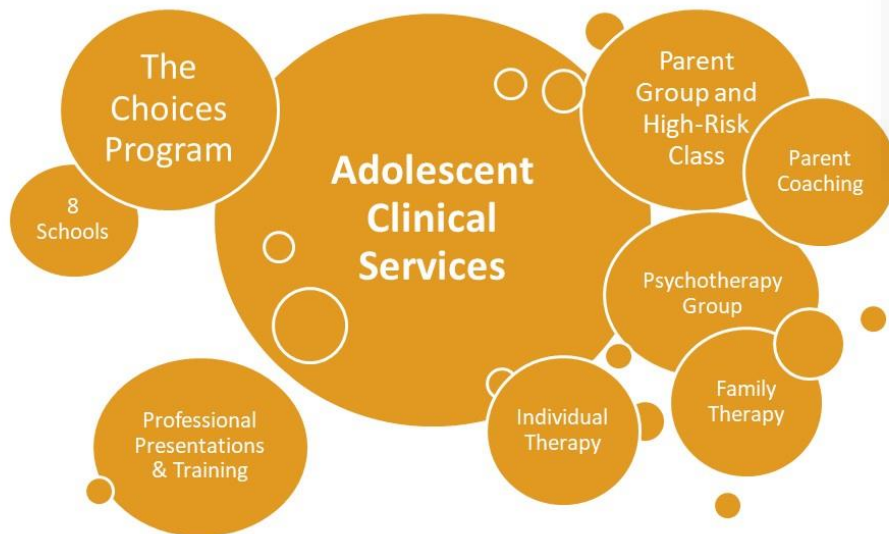 The
Choices
Program
8
Schools
Adolescent
Clinical
Services
Parent
Group and
High-Risk
Class
Parent
Coaching
Psychotherapy
Group
Family
Therapy
Individual
Therapy
Professional
Presentations
& Training